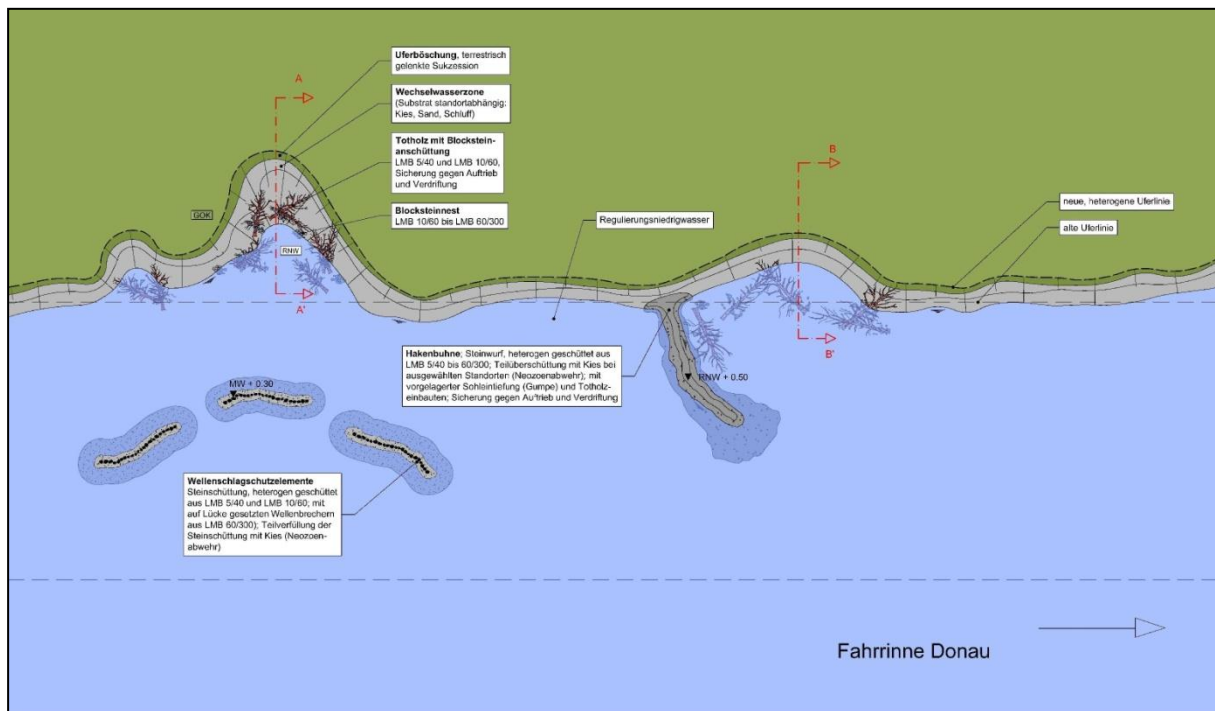 Uferböschung, terrestrisch
gelenkte Sukzession
A
Wechselwasserzone
(Substrat standortabhängig:
Kies, Sand, Schluff)
Totholz mit Blockstein-
anschüttung
LMB 5/40 und LMB 10/60,
Sicherung gegen Auftrieb
und Verdriftung
B
GOK
Blocksteinnest
LMB 10/60 bis LMB 60/300
neue, heterogene Uferlinie
Regulierungsniedrigwasser
alte Uferlinie
RNW
A'
B'
Hakenbuhne; Steinwurf, heterogen geschüttet aus
LMB 5/40 bis 60/300; Teilüberschüttung mit Kies bei
ausgewählten Standorten (Neozoenabwehr); mit
vorgelagerter Sohleintiefung (Gumpe) und Totholz-
einbauten; Sicherung gegen Auftrieb und Verdriftung
RNW + 0.50
MW + 0.30
Wellenschlagschutzelemente
Steinschüttung, heterogen geschüttet
aus LMB 5/40 und LMB 10/60; mit
auf Lücke gesetzten Wellenbrechern
aus LMB 60/300); Teilverfüllung der
Steinschüttung mit Kies (Neozoen-
abwehr)
Fahrrinne Donau